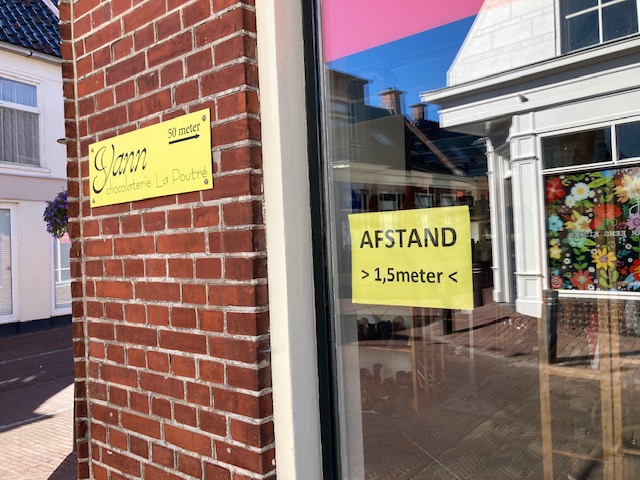 50 meter
Yann
chocolaterie La Poutré
AFSTAND
> 1,5meter <